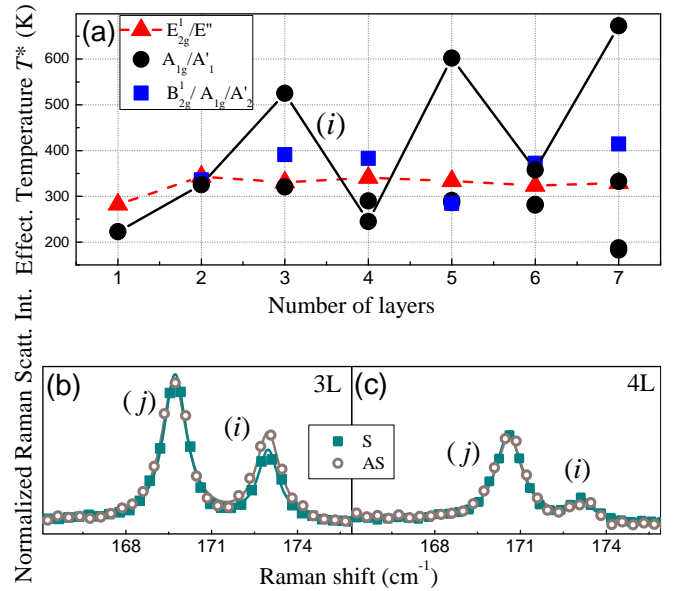 (a)
E¹₂g/E''
A₁g/A'₁
B¹₂g/A₁g/A'₂
(i)
600
500
400
300
200
1 2 3 4 5 6 7
Number of layers
Effect. Temperature T* (K)
Normalized Raman Scatt. Int.
(b) 3L
(j)
(i)
(c) 4L
(j)
(i)
S
AS
168 171 174 168 171 174
Raman shift (cm⁻¹)